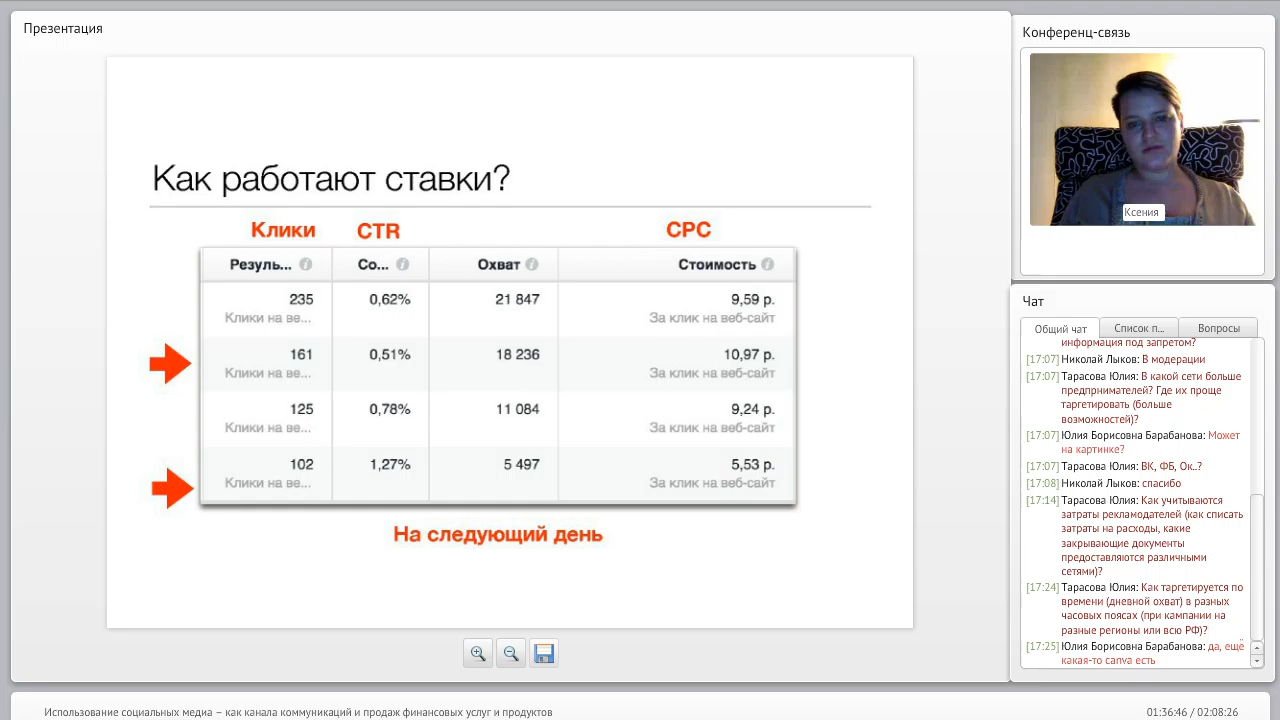 Презентация
Как работают ставки?
Клики CTR CPC
Резуль... Со... Охват Стоимость
235 0,62% 21 847 9,59 р.
Клики на ве... За клик на веб-сайт
161 0,51% 18 236 10,97 р.
Клики на ве... За клик на веб-сайт
125 0,78% 11 084 9,24 р.
Клики на ве... За клик на веб-сайт
102 1,27% 5 497 5,53 р.
Клики на ве... За клик на веб-сайт
На следующий день
Конференц-связь
Ксения
Чат
Общий чат Список п... Вопросы
информация под запретом?
[17:07] Николай Лыков: В модерации
[17:07] Тарасова Юлия: В какой сети больше
предпрнимателей? Где их проще
таргетировать (больше
возможностей)?
[17:07] Юлия Борисовна Барабанова: Может
на картинке?
[17:07] Тарасова Юлия: ВК, ФБ, Ок..?
[17:08] Николай Лыков: спасибо
[17:14] Тарасова Юлия: Как учитываются
затраты рекламодателей (как списать
затраты на расходы, какие
закрывающие документы
предоставляются различными
сетями)?
[17:24] Тарасова Юлия: Как таргетируется по
времени (дневной охват) в разных
часовых поясах (при кампании на
разные регионы или всю РФ)?
[17:25] Юлия Борисовна Барабанова: да, ещё
какая-то canva есть
Использование социальных медиа – как канала коммуникаций и продаж финансовых услуг и продуктов
01:36:46 / 02:08:26